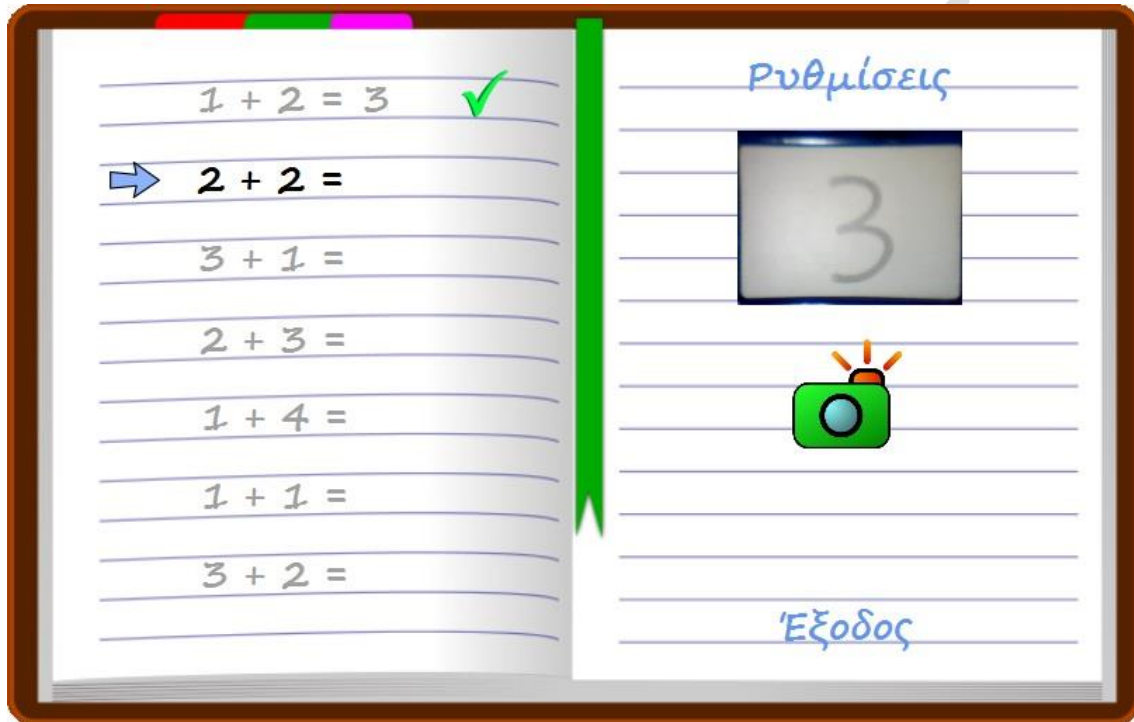 1 + 2 = 3
2 + 2 =
3 + 1 =
2 + 3 =
1 + 4 =
1 + 1 =
3 + 2 =
Ρυθμίσεις
3
Έξοδος